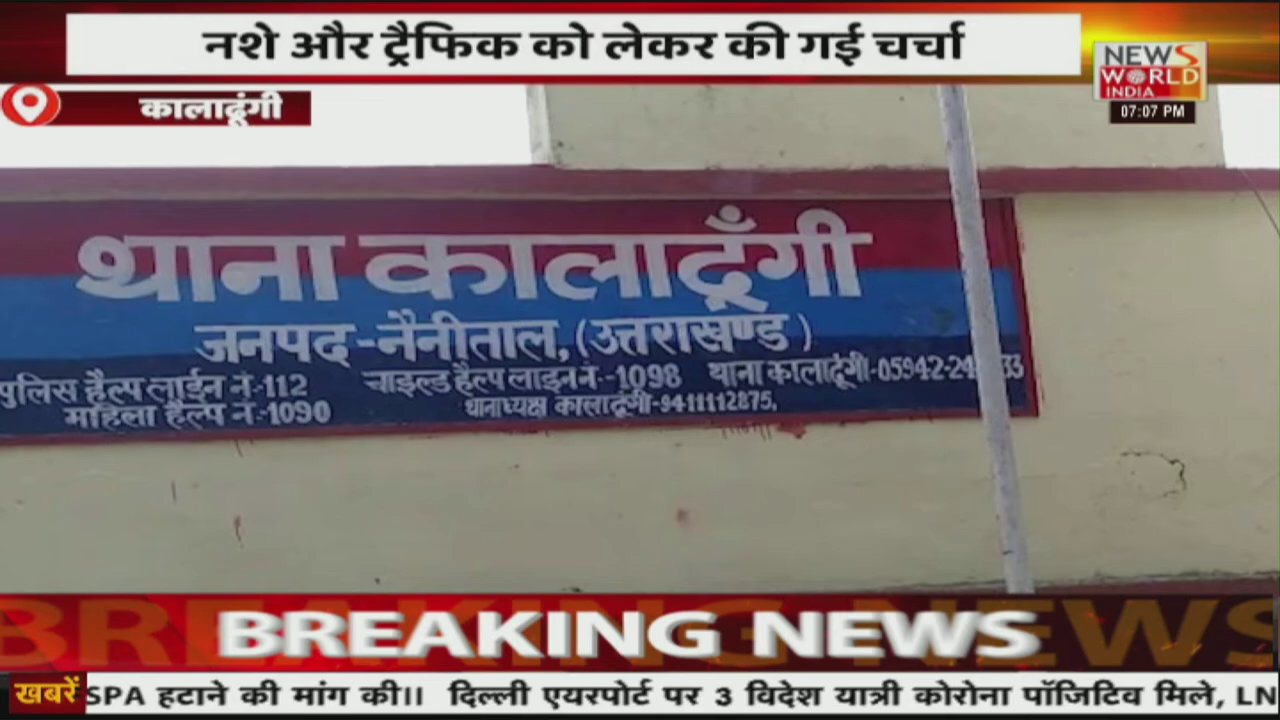 नशे और ट्रैफिक को लेकर की गई चर्चा
NEWS
WORLD
INDIA
07:07 PM
कालाढूंगी
थाना कालाढूँगी
जनपद-नैनीताल, (उत्तराखण्ड)
पुलिस हैल्प लाईन नं-112 चाइल्ड हैल्प लाइन नं-1098 थाना कालाढूंगी-05942-24 33
महिला हैल्प नं-1090 थानाध्यक्ष कालाढूंगी-9411112875,
BREAKING NEWS
खबरें SPA हटाने की मांग की।। दिल्ली एयरपोर्ट पर 3 विदेश यात्री कोरोना पॉजिटिव मिले, LN